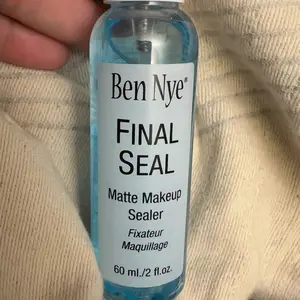 Ben Nye®
FINAL
SEAL
Matte Makeup
Sealer
Fixateur
Maquillage
60 ml./2 fl.oz.